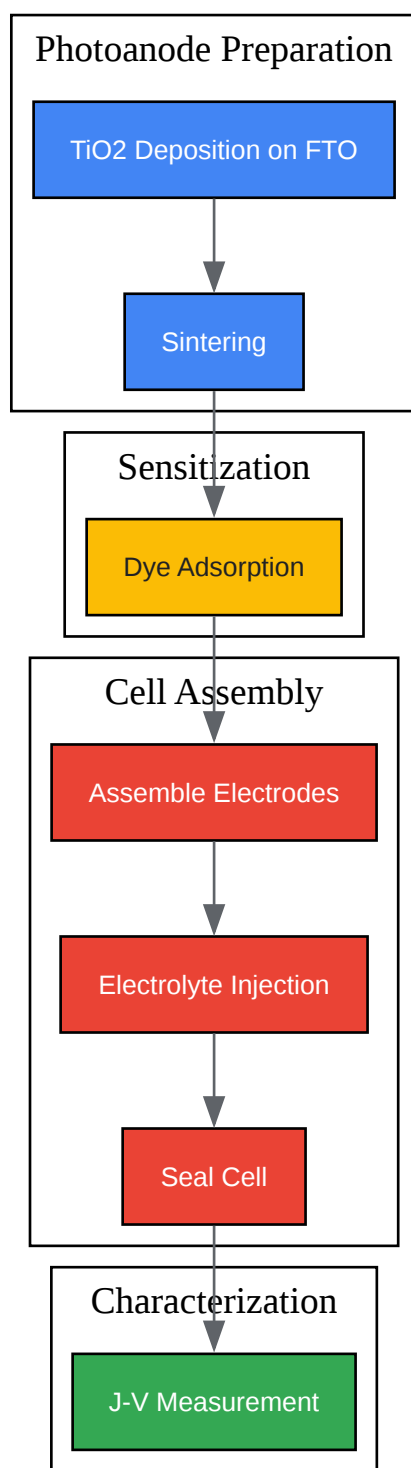 Photoanode Preparation
TiO2 Deposition on FTO
Sintering
Sensitization
Dye Adsorption
Cell Assembly
Assemble Electrodes
Electrolyte Injection
Seal Cell
Characterization
J-V Measurement